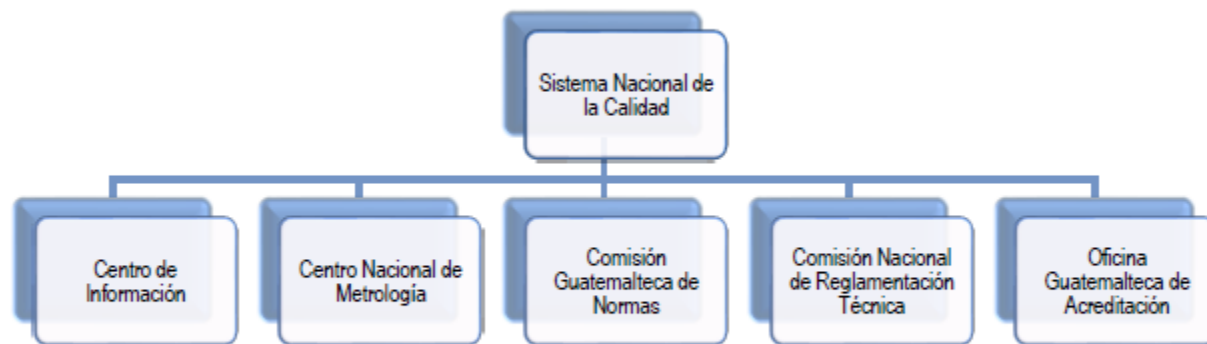 Sistema Nacional de
la Calidad
Centro de
Información
Centro Nacional de
Metrología
Comisión
Guatemalteca de
Normas
Comisión Nacional
de Reglamentación
Técnica
Oficina
Guatemalteca de
Acreditación